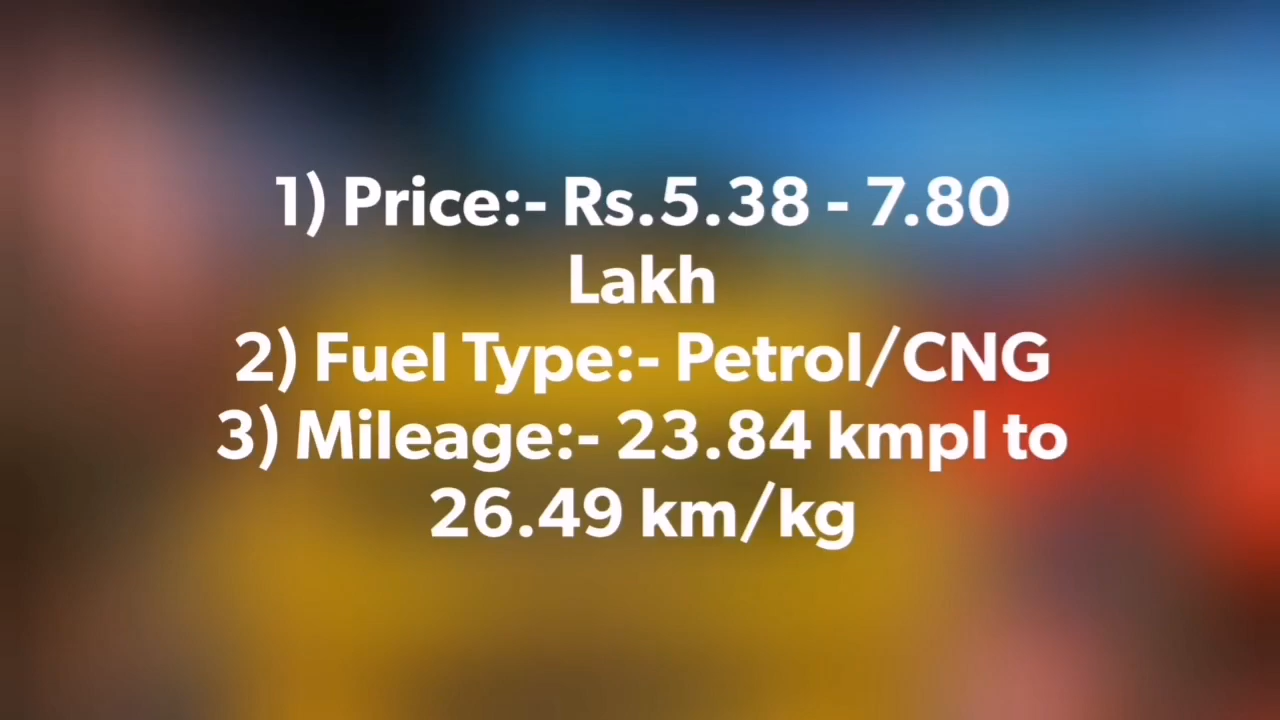 1) Price:- Rs.5.38 - 7.80
Lakh
2) Fuel Type:- Petrol/CNG
3) Mileage:- 23.84 kmpl to
26.49 km/kg